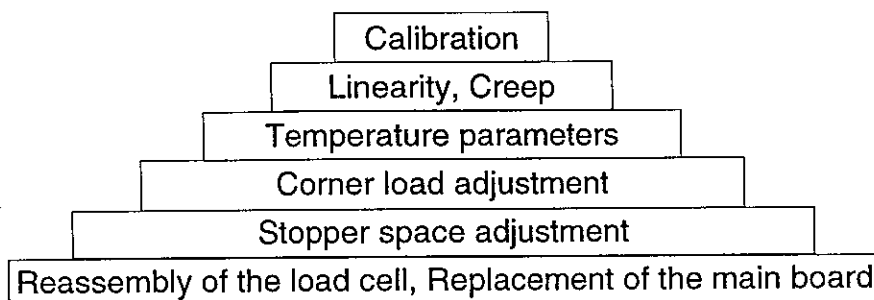 Calibration
Linearity, Creep
Temperature parameters
Corner load adjustment
Stopper space adjustment
Reassembly of the load cell, Replacement of the main board